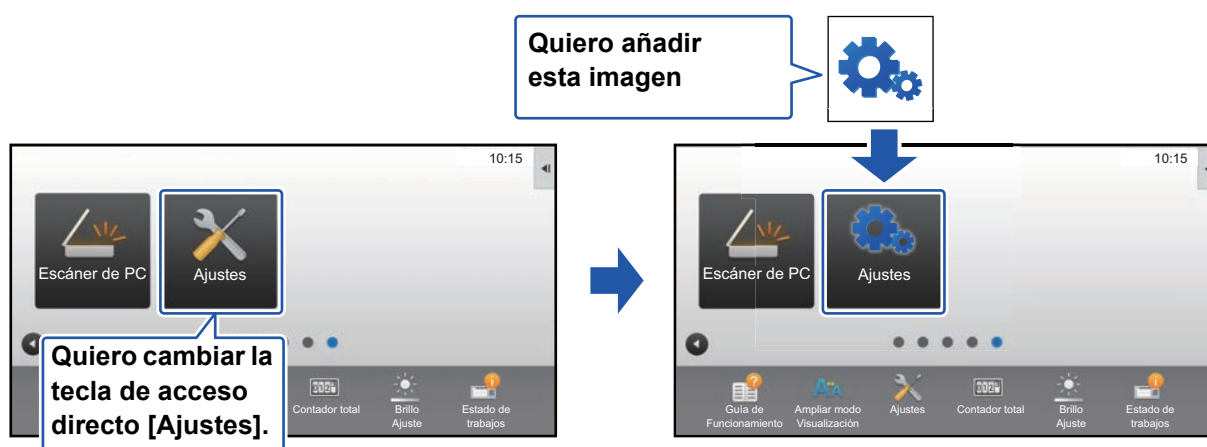 Quiero añadir
esta imagen
10:15
Escáner de PC
Ajustes
Quiero cambiar la
tecla de acceso
directo [Ajustes].
Contador total
Brillo
Ajuste
Estado de
trabajos
10:15
Escáner de PC
Ajustes
Guía de
Funcionamiento
Ampliar modo
Visualización
Ajustes
Contador total
Brillo
Ajuste
Estado de
trabajos